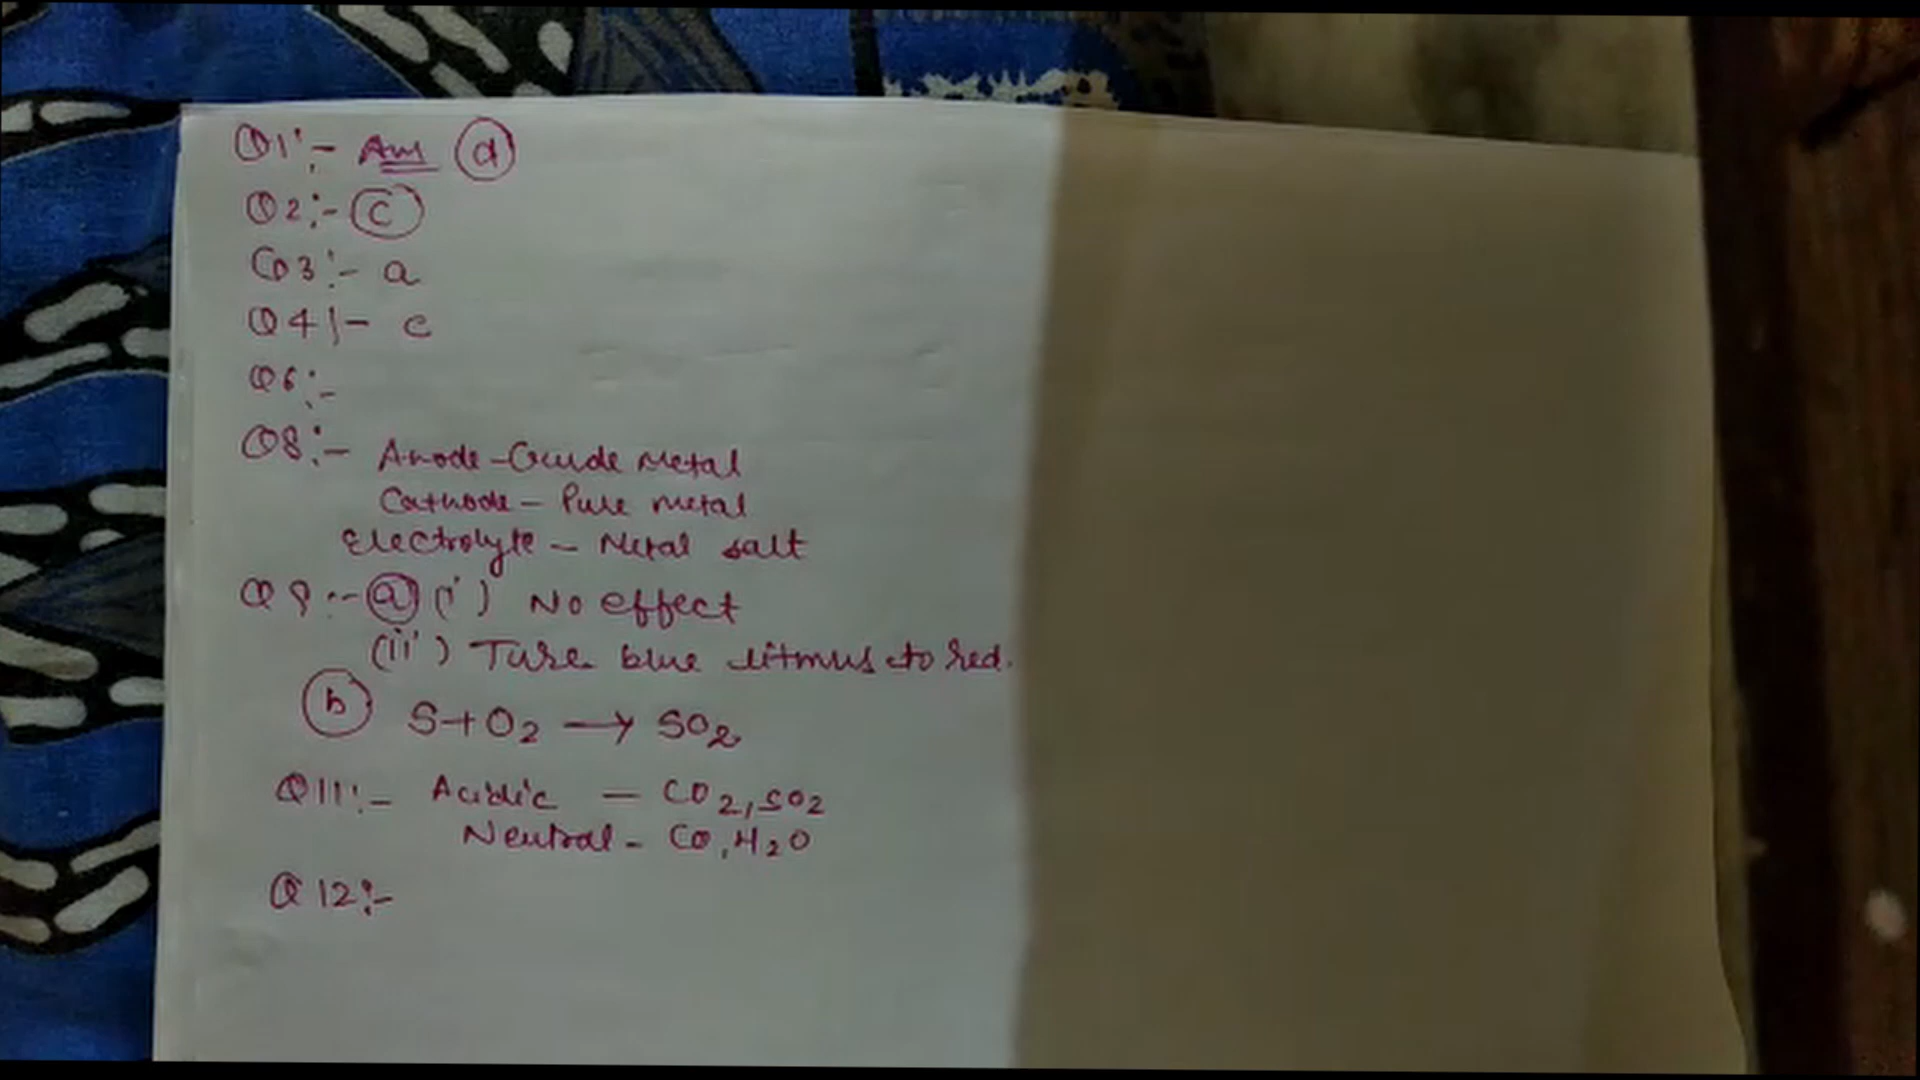 Q1:- Ans (d)
Q2:- (C)
Q3:- a
Q4:- c
Q6:-
Q8:- Anode - Crude Metal
Cathode - Pure metal
Electrolyte - Metal salt
Q9:- (a) (i) No effect
(ii) Turn blue litmus to red.
(b) S+O2 → SO2
Q11:- Acidic - CO2, SO2
Neutral - CO, H2O
Q12:-